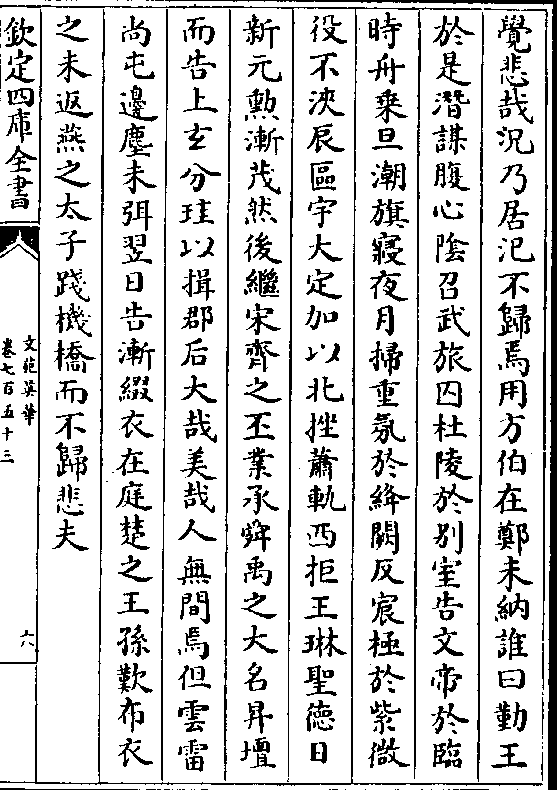 覺悲哉况乃居汜不歸焉用方伯在鄭未納誰曰勤王
於是潛謀腹心陰召武旅囚杜陵於别室告文帝於臨
時舟乗旦潮旗寢夜月掃重氛於絳闕反宸極於紫微
役不浹辰區宇大定加以北挫蕭軌西拒王琳聖德日
新元勲漸茂然後繼宋齊之丕業承舜禹之大名昇壇
而告上𤣥分珪以揖郡后大哉美哉人無間焉但雲雷
尚屯邊塵未弭翌日告漸綴衣在庭楚之王孫歎布衣
之未返燕之太子踐機橋而不歸悲夫
欽定四庫全書
文苑英華
卷七百五十三
六